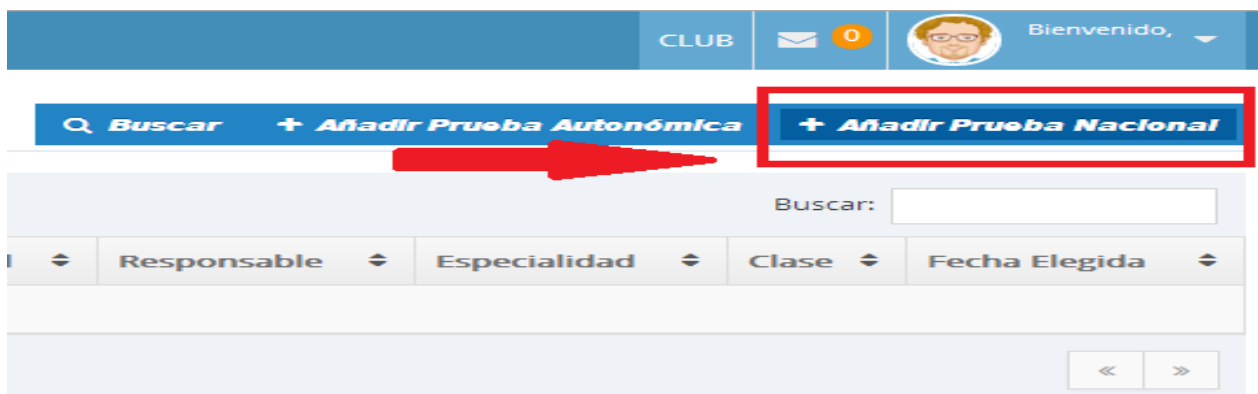 CLUB 0 Bienvenido,
Buscar + Añadir Prueba Autonómica + Añadir Prueba Nacional
Buscar:
Responsable Especialidad Clase Fecha Elegida
« »